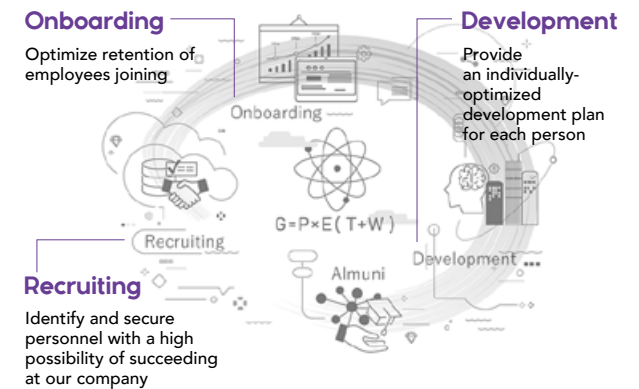 Onboarding
Optimize retention of
employees joining
Development
Provide
an individually-
optimized
development plan
for each person
Onboarding
G=P×E(T+W)
Recruiting
Development
Almuni
Recruiting
Identify and secure
personnel with a high
possibility of succeeding
at our company